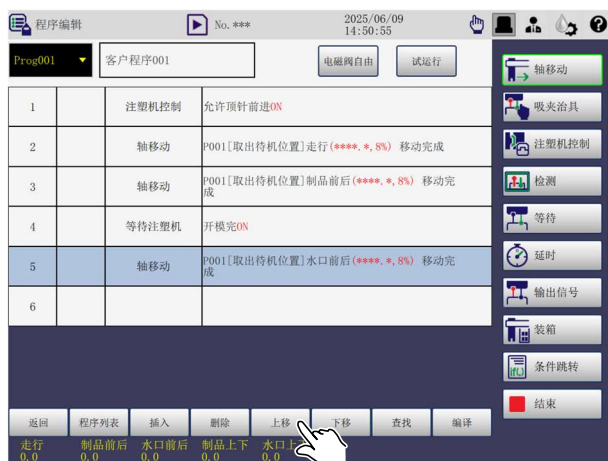 程序编辑
No. ***
2025/06/09
14:50:55
Prog001
客户程序001
电磁阀自由
试运行
1 注塑机控制 允许顶针前进ON
2 轴移动 P001[取出待机位置]走行(****.*,8%) 移动完成
3 轴移动 P001[取出待机位置]制品前后(****.*,8%) 移动完
成
4 等待注塑机 开模完ON
5 轴移动 P001[取出待机位置]水口前后(****.*,8%) 移动完
成
6
轴移动
吸夹治具
注塑机控制
检测
等待
延时
输出信号
装箱
if() 条件跳转
结束
返回 程序列表 插入 删除 上移 下移 查找 编译
走行 制品前后 水口前后 制品上下 水口上
0.0 0.0 0.0 0.0 0.0